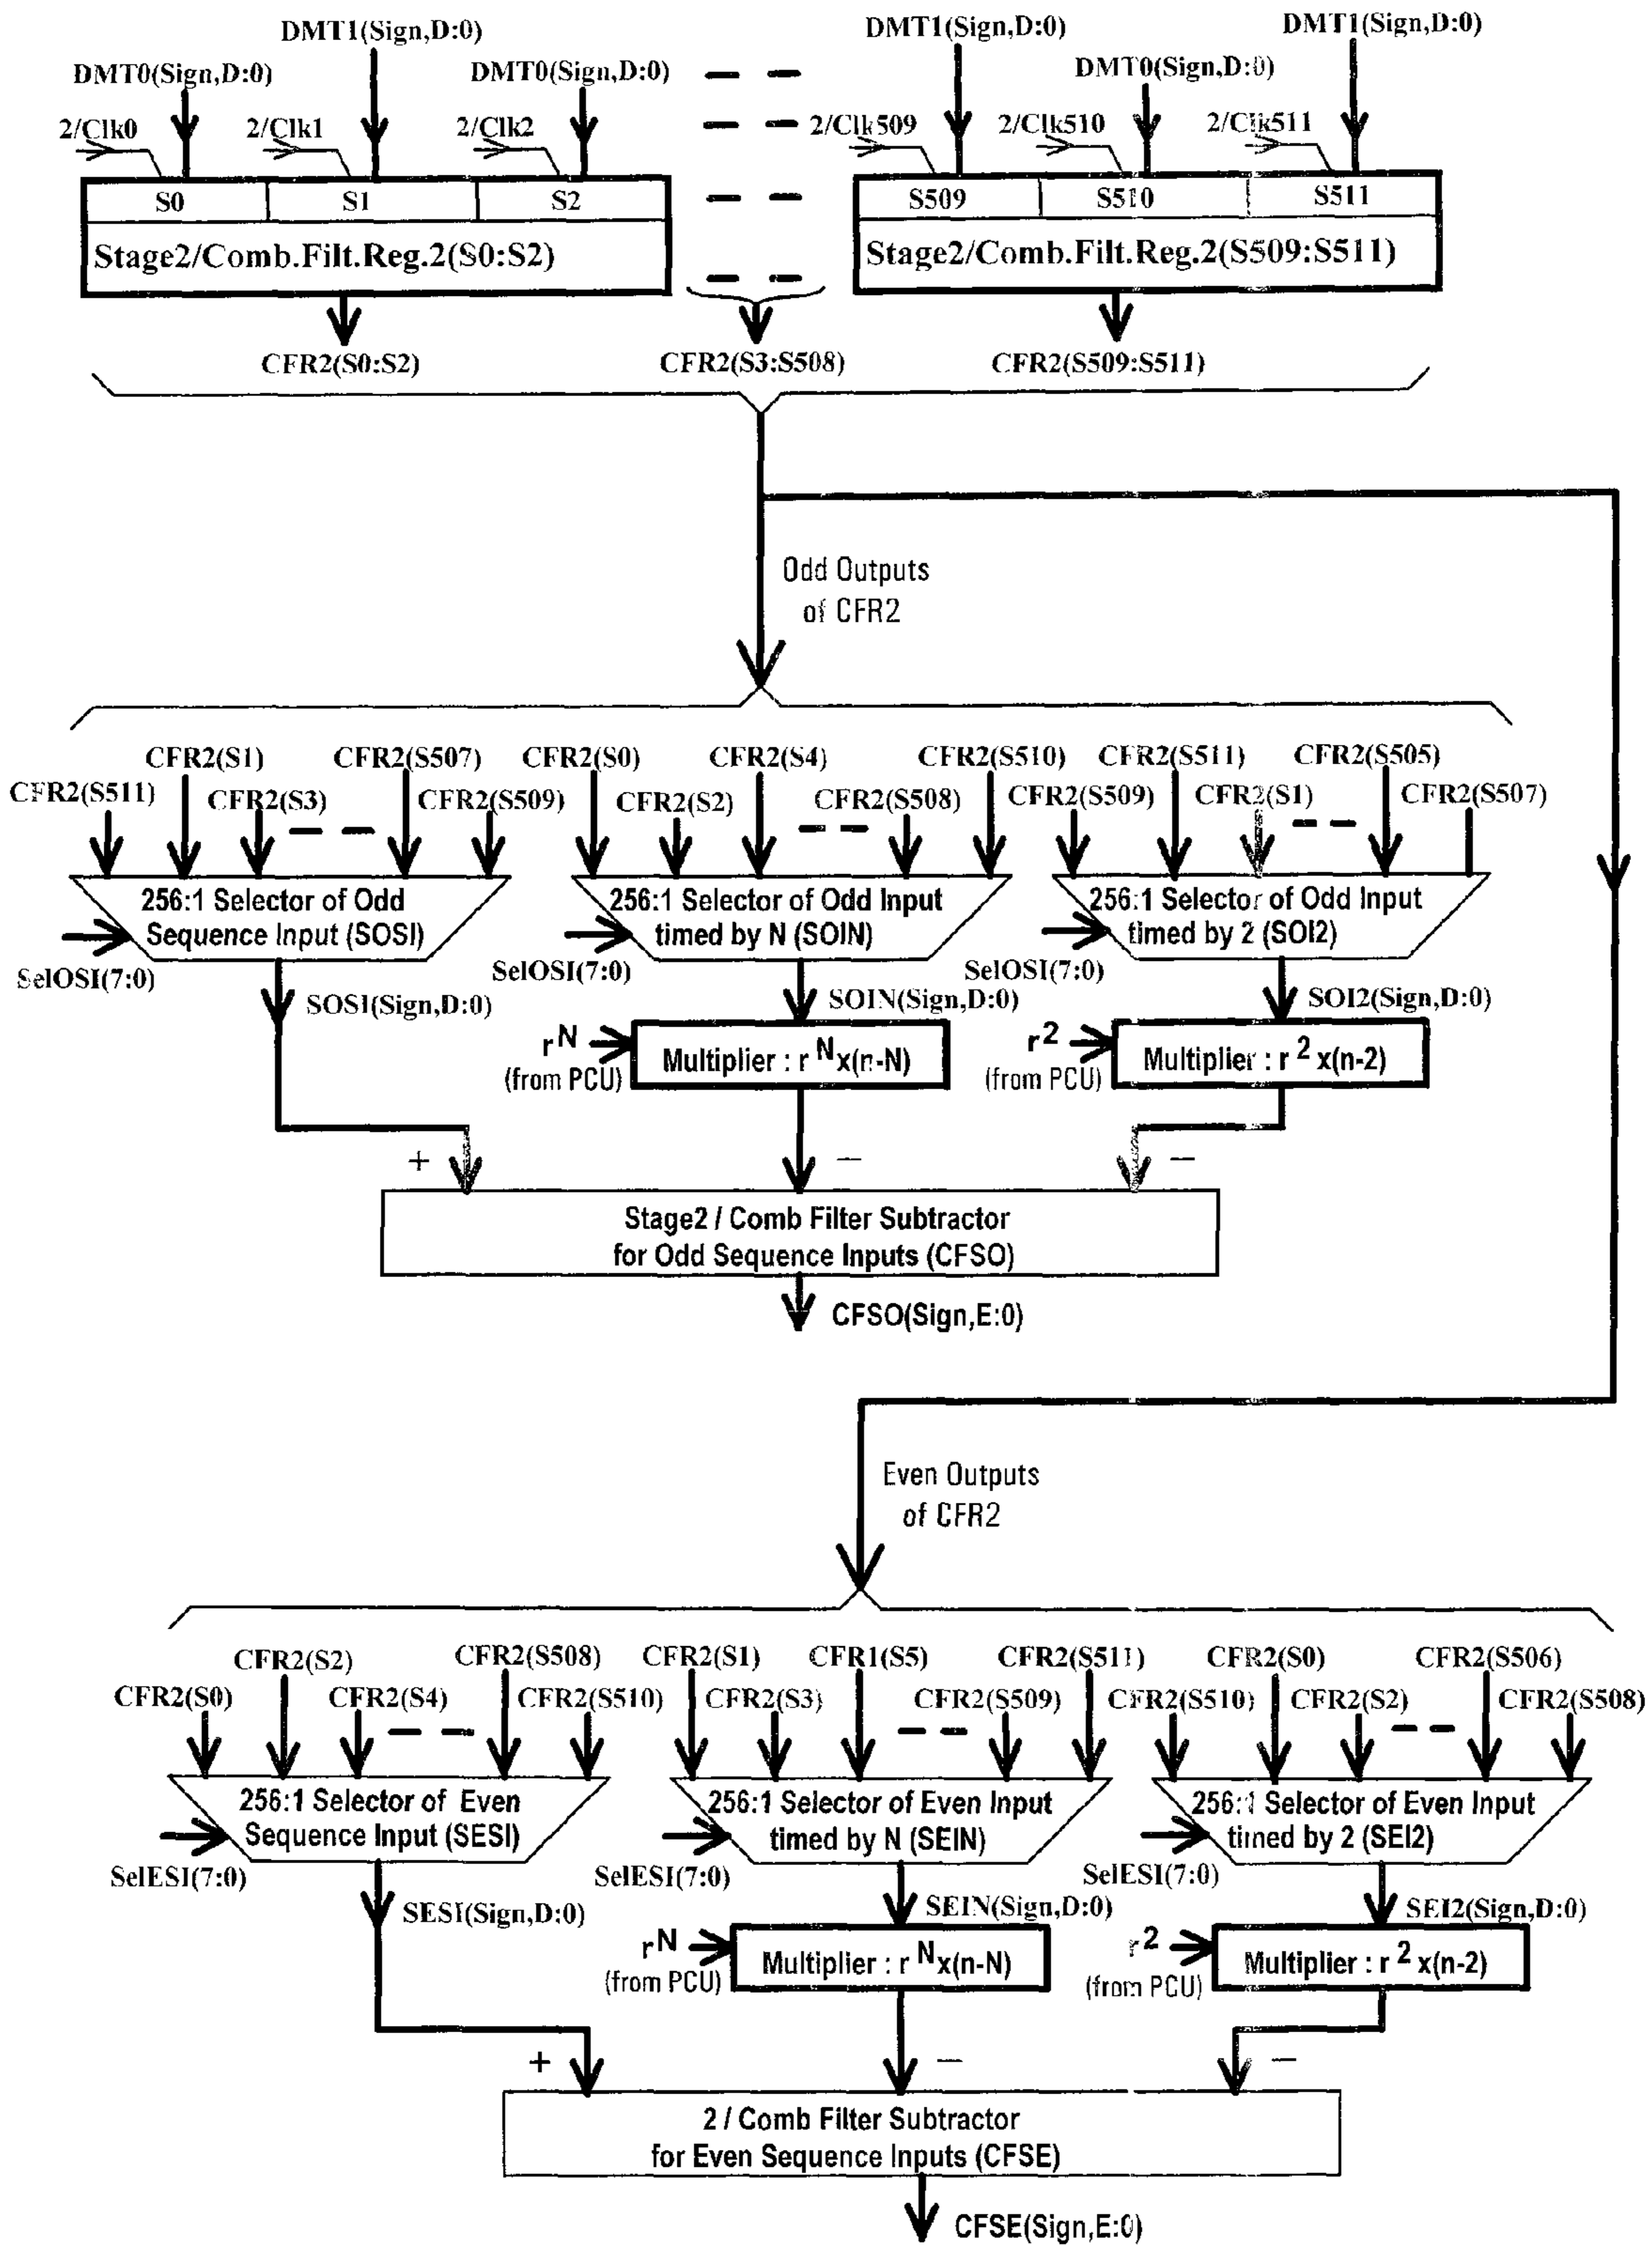 DMT1(Sign,D:0) DMT1(Sign,D:0) DMT1(Sign,D:0)
DMT0(Sign,D:0) DMT0(Sign,D:0) DMT0(Sign,D:0)
2/Clk0 2/Clk1 2/Clk2 2/Clk509 2/Clk510 2/Clk511
S0 S1 S2 S509 S510 S511
Stage2/Comb.Filt.Reg.2(S0:S2) Stage2/Comb.Filt.Reg.2(S509:S511)
CFR2(S0:S2) CFR2(S3:S508) CFR2(S509:S511)
Odd Outputs
of CFR2
CFR2(S1) CFR2(S507) CFR2(S0) CFR2(S4) CFR2(S510) CFR2(S511) CFR2(S505)
CFR2(S511) CFR2(S3) CFR2(S509) CFR2(S2) CFR2(S508) CFR2(S509) CFR2(S1) CFR2(S507)
256:1 Selector of Odd 256:1 Selector of Odd Input 256:1 Selector of Odd Input
Sequence Input (SOSI) timed by N (SOIN) timed by 2 (SOI2)
SelOSI(7:0) SelOSI(7:0) SelOSI(7:0)
SOSI(Sign,D:0) SOIN(Sign,D:0) SOI2(Sign,D:0)
r^N Multiplier : r^N x(n-N) r^2 Multiplier : r^2 x(n-2)
(from PCU) (from PCU)
+ − −
Stage2 / Comb Filter Subtractor
for Odd Sequence Inputs (CFSO)
CFSO(Sign,E:0)
Even Outputs
of CFR2
CFR2(S2) CFR2(S508) CFR2(S1) CFR1(S5) CFR2(S511) CFR2(S0) CFR2(S506)
CFR2(S0) CFR2(S4) CFR2(S510) CFR2(S3) CFR2(S509) CFR2(S510) CFR2(S2) CFR2(S508)
256:1 Selector of Even 256:1 Selector of Even Input 256:1 Selector of Even Input
Sequence Input (SESI) timed by N (SEIN) timed by 2 (SEI2)
SelESI(7:0) SelESI(7:0) SelESI(7:0)
SESI(Sign,D:0) SEIN(Sign,D:0) SEI2(Sign,D:0)
r^N Multiplier : r^N x(n-N) r^2 Multiplier : r^2 x(n-2)
(from PCU) (from PCU)
+ − −
2 / Comb Filter Subtractor
for Even Sequence Inputs (CFSE)
CFSE(Sign,E:0)